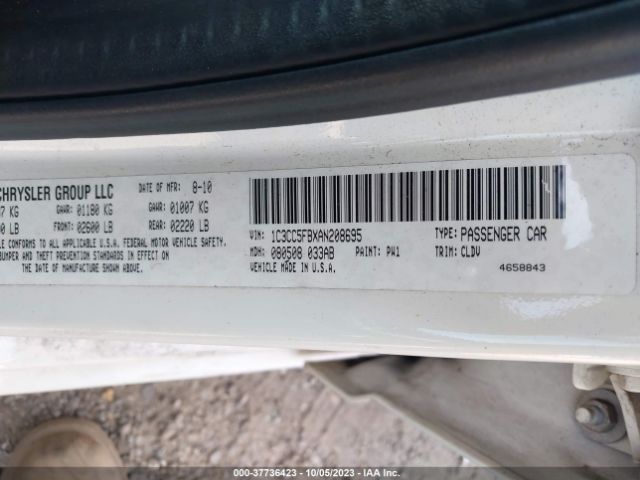 CHRYSLER GROUP LLC DATE OF MFR: 8-10
7 KG GAWR: 01180 KG GAWR: 01007 KG
0 LB FRONT: 02600 LB REAR: 02220 LB
LE CONFORMS TO ALL APPLICABLE U.S.A. FEDERAL MOTOR VEHICLE SAFETY,
BUMPER AND THEFT PREVENTION STANDARDS IN EFFECT ON
THE DATE OF MANUFACTURE SHOWN ABOVE.
VIN: 1C3CC5FBXAN208695 TYPE: PASSENGER CAR
MDH: 080508 033AB PAINT: PW1 TRIM: CLDV
VEHICLE MADE IN U.S.A. 4658843
000-37736423 - 10/05/2023 - IAA Inc.